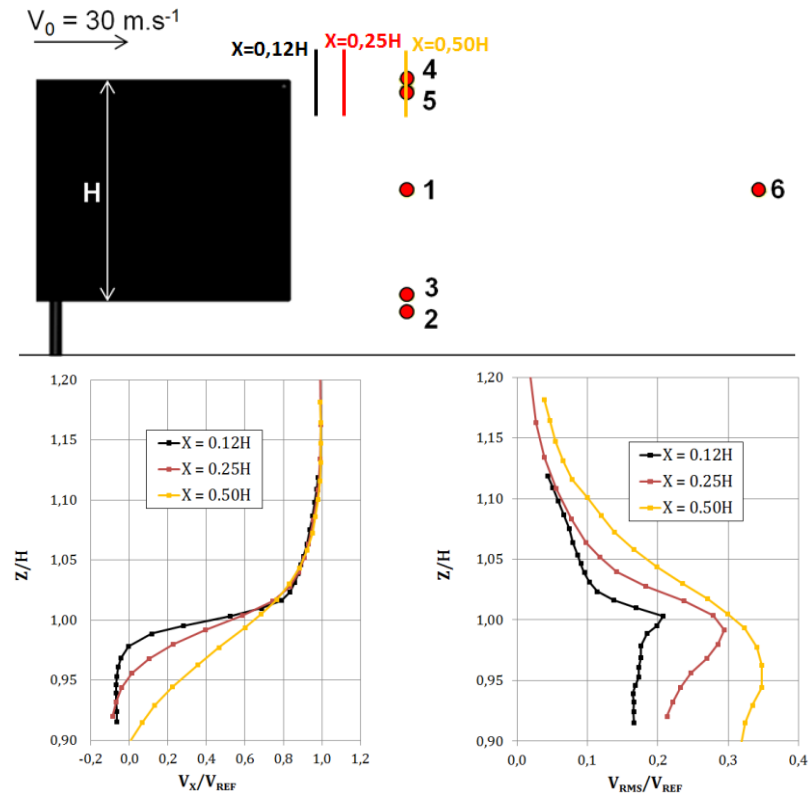 V₀ = 30 m.s⁻¹
X=0,12H
X=0,25H
X=0,50H
4
5
H
1
6
3
2
1,20
1,15
1,10
1,05
1,00
0,95
0,90
Z/H
X = 0.12H
X = 0.25H
X = 0.50H
-0,2 0,0 0,2 0,4 0,6 0,8 1,0 1,2
V_X/V_REF
1,20
1,15
1,10
1,05
1,00
0,95
0,90
Z/H
X = 0.12H
X = 0.25H
X = 0.50H
0,0 0,1 0,2 0,3 0,4
V_RMS/V_REF